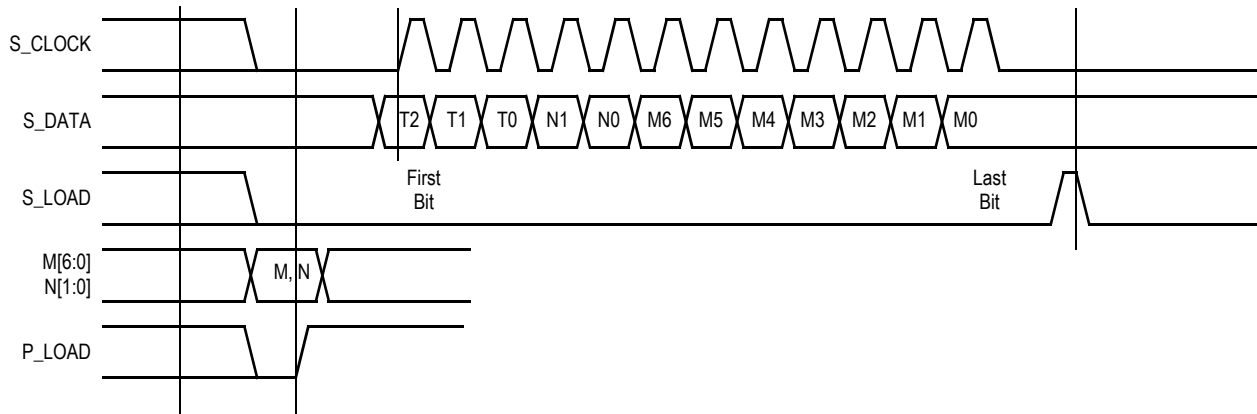 S_CLOCK
S_DATA
T2 T1 T0 N1 N0 M6 M5 M4 M3 M2 M1 M0
First
Bit
Last
Bit
S_LOAD
M[6:0]
N[1:0]
M, N
P_LOAD